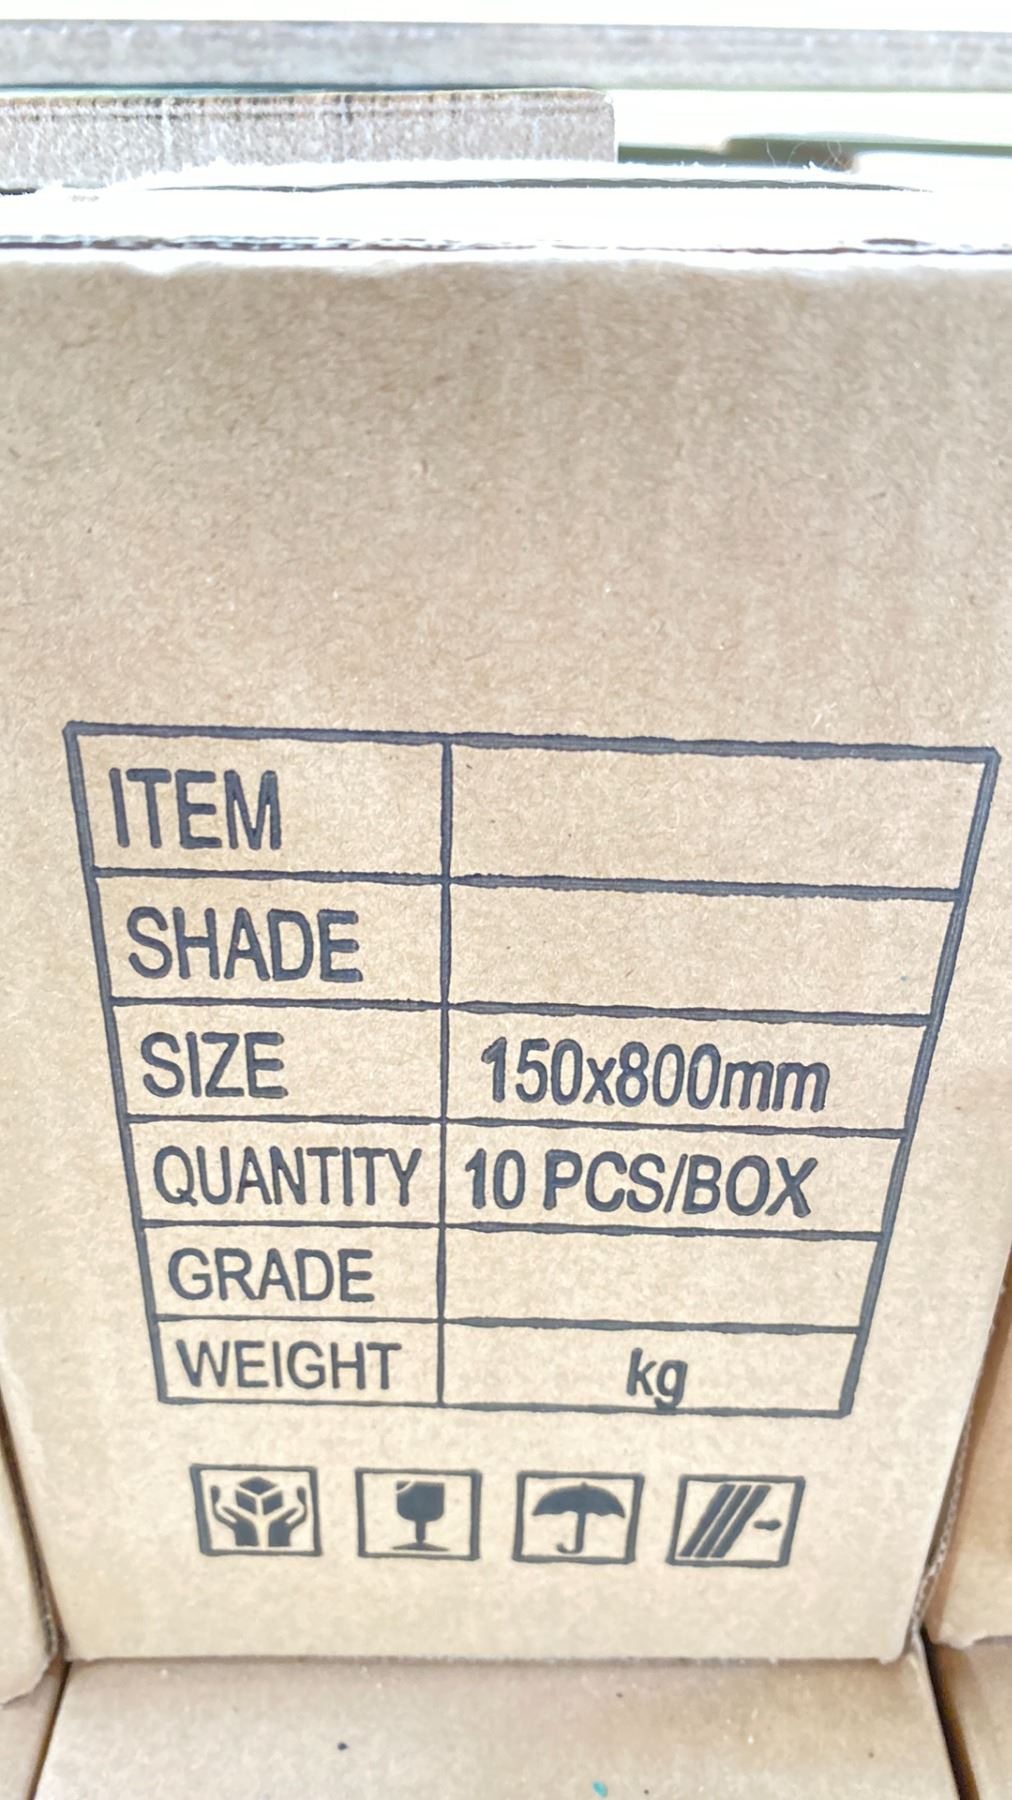 ITEM
SHADE
SIZE 150x800mm
QUANTITY 10 PCS/BOX
GRADE
WEIGHT kg